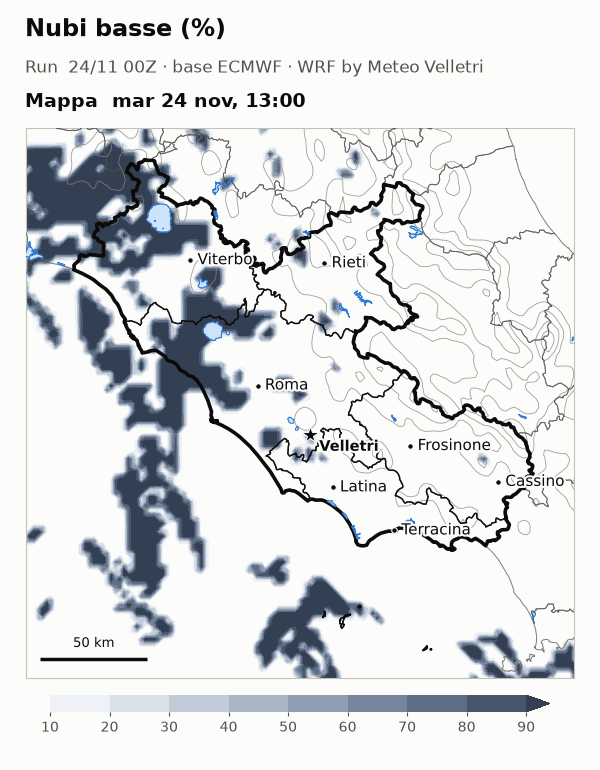 Nubi basse (%)
Run 24/11 00Z · base ECMWF · WRF by Meteo Velletri
Mappa mar 24 nov, 13:00
Viterbo
Rieti
Roma
Velletri
Frosinone
Cassino
Latina
Terracina
50 km
10 20 30 40 50 60 70 80 90